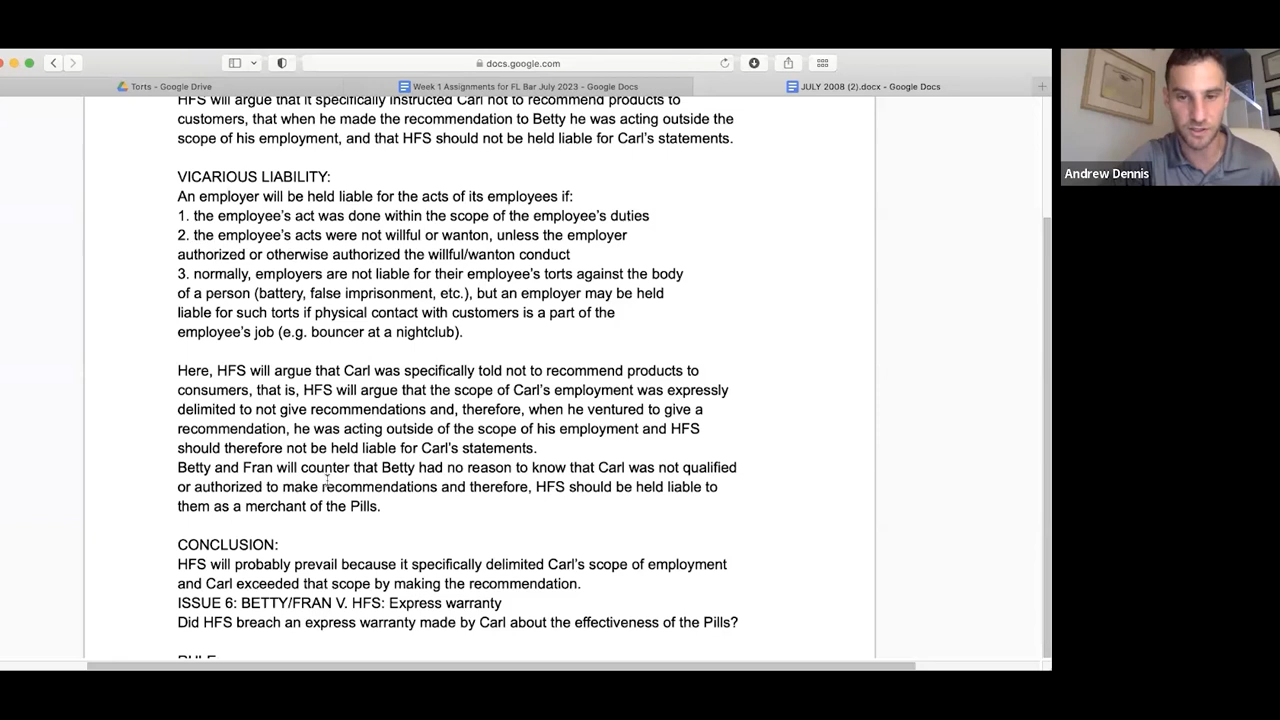 docs.google.com
Torts - Google Drive
Week 1 Assignments for FL Bar July 2023 - Google Docs
JULY 2008 (2).docx - Google Docs
HFS will argue that it specifically instructed Carl not to recommend products to
customers, that when he made the recommendation to Betty he was acting outside the
scope of his employment, and that HFS should not be held liable for Carl's statements.
VICARIOUS LIABILITY:
An employer will be held liable for the acts of its employees if:
1. the employee's act was done within the scope of the employee's duties
2. the employee's acts were not willful or wanton, unless the employer
authorized or otherwise authorized the willful/wanton conduct
3. normally, employers are not liable for their employee's torts against the body
of a person (battery, false imprisonment, etc.), but an employer may be held
liable for such torts if physical contact with customers is a part of the
employee's job (e.g. bouncer at a nightclub).
Here, HFS will argue that Carl was specifically told not to recommend products to
consumers, that is, HFS will argue that the scope of Carl's employment was expressly
delimited to not give recommendations and, therefore, when he ventured to give a
recommendation, he was acting outside of the scope of his employment and HFS
should therefore not be held liable for Carl's statements.
Betty and Fran will counter that Betty had no reason to know that Carl was not qualified
or authorized to make recommendations and therefore, HFS should be held liable to
them as a merchant of the Pills.
CONCLUSION:
HFS will probably prevail because it specifically delimited Carl's scope of employment
and Carl exceeded that scope by making the recommendation.
ISSUE 6: BETTY/FRAN V. HFS: Express warranty
Did HFS breach an express warranty made by Carl about the effectiveness of the Pills?
Andrew Dennis